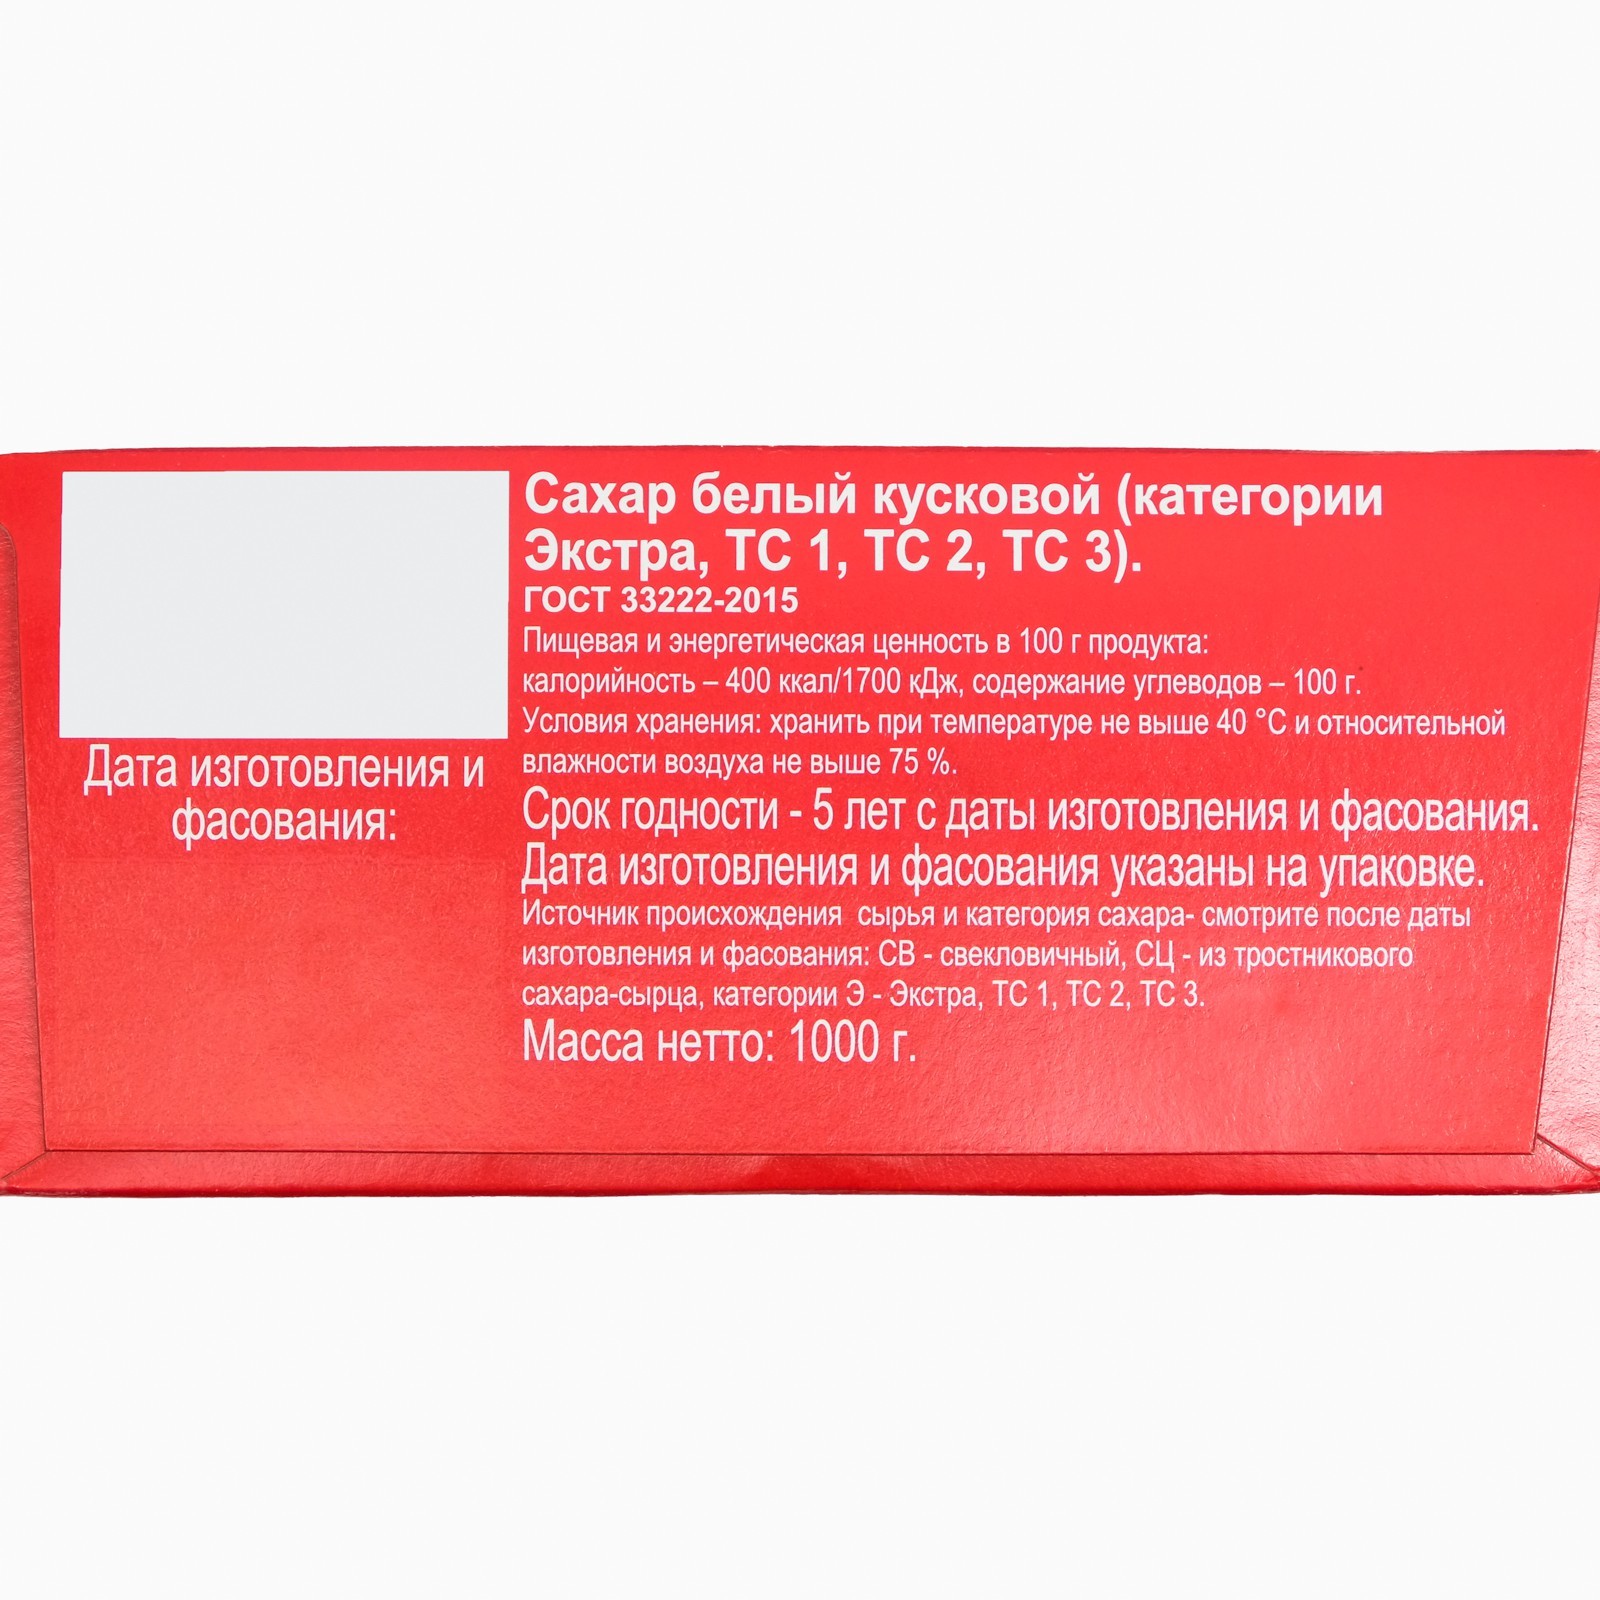 Сахар белый кусковой (категории
Экстра, ТС 1, ТС 2, ТС 3).
ГОСТ 33222-2015
Пищевая и энергетическая ценность в 100 г продукта:
калорийность – 400 ккал/1700 кДж, содержание углеводов – 100 г.
Условия хранения: хранить при температуре не выше 40 °С и относительной
влажности воздуха не выше 75 %.
Срок годности - 5 лет с даты изготовления и фасования.
Дата изготовления и фасования указаны на упаковке.
Источник происхождения  сырья и категория сахара- смотрите после даты
изготовления и фасования: СВ - свекловичный, СЦ - из тростникового
сахара-сырца, категории Э - Экстра, ТС 1, ТС 2, ТС 3.
Масса нетто: 1000 г.
Дата изготовления и
фасования: